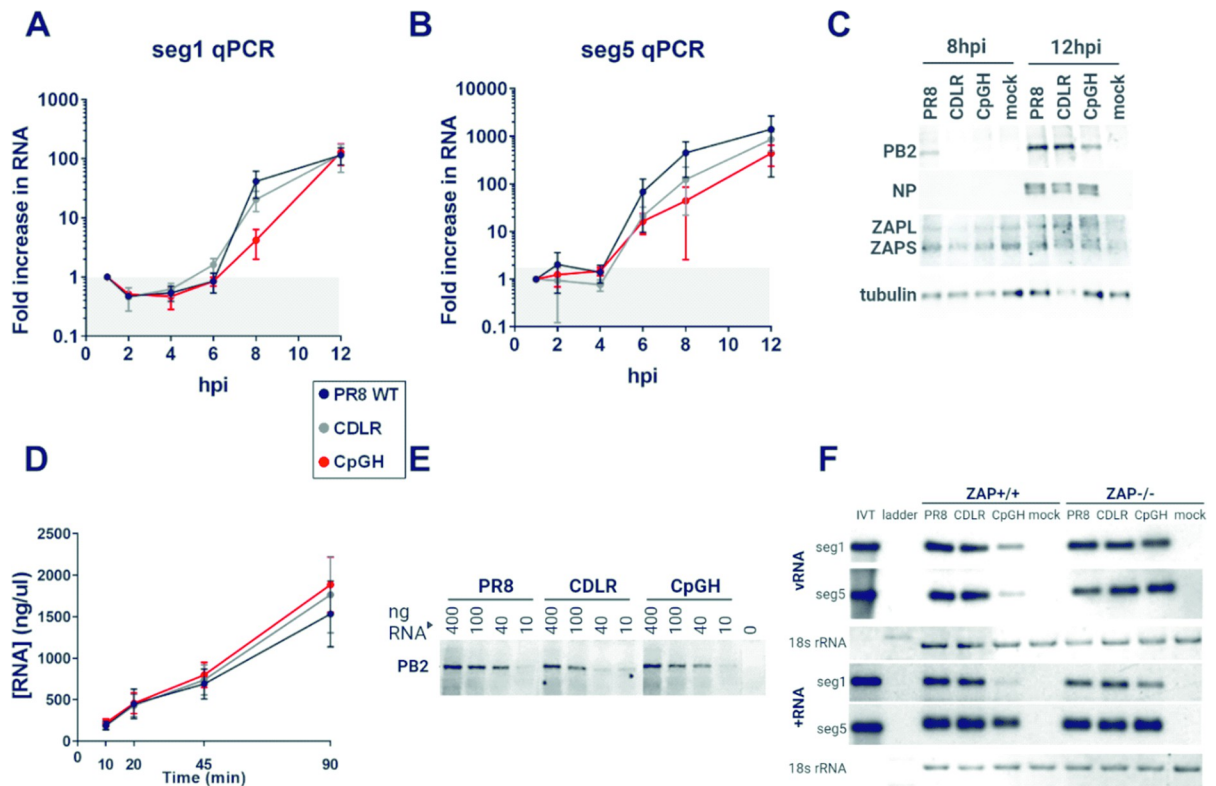 A
seg1 qPCR
Fold increase in RNA
1000
100
10
1
0.1
0 2 4 6 8 10 12
hpi
B
seg5 qPCR
Fold increase in RNA
10000
1000
100
10
1
0.1
0 2 4 6 8 10 12
hpi
C
8hpi 12hpi
PR8 CDLR CpGH mock PR8 CDLR CpGH mock
PB2
NP
ZAPL
ZAPS
tubulin
PR8 WT
CDLR
CpGH
D
[RNA] (ng/ul)
2500
2000
1500
1000
500
0
0 10 20 45 90
Time (min)
E
PR8 CDLR CpGH
ng
RNA
400 100 40 10 400 100 40 10 400 100 40 10 0
PB2
F
ZAP+/+ ZAP-/-
IVT ladder PR8 CDLR CpGH mock PR8 CDLR CpGH mock
vRNA
seg1
seg5
18s rRNA
+RNA
seg1
seg5
18s rRNA